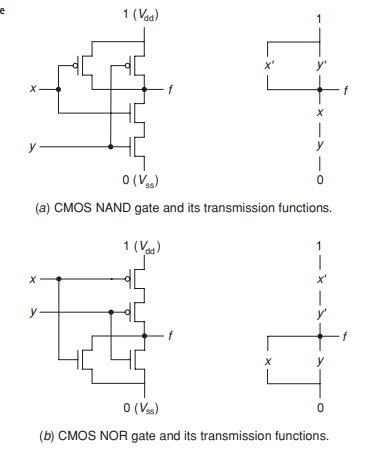 e
1 (Vdd)
1
x'
y'
x
f
f
x
y
y
0 (Vss)
0
(a) CMOS NAND gate and its transmission functions.
1 (Vdd)
1
x
x'
y
y'
f
f
x
y
0 (Vss)
0
(b) CMOS NOR gate and its transmission functions.